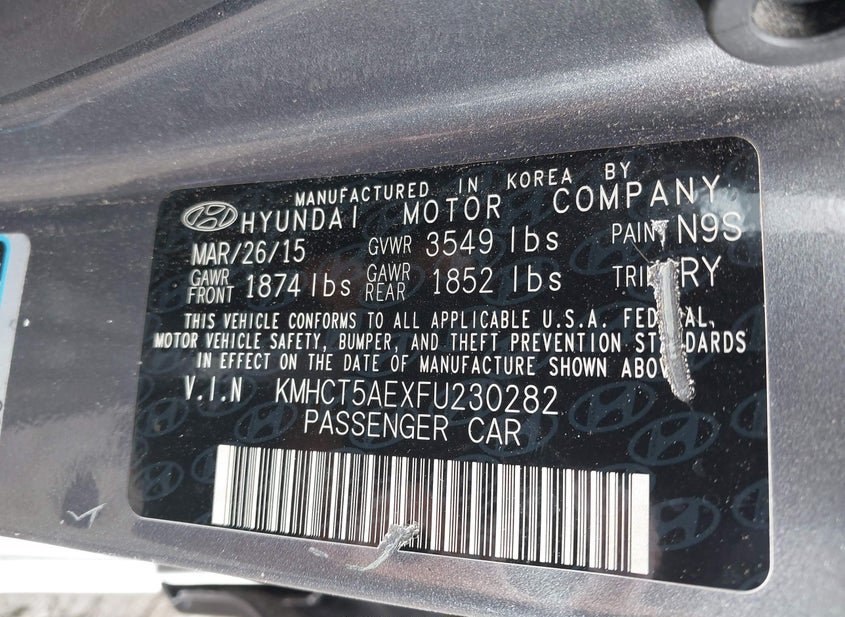 MANUFACTURED IN KOREA BY
HYUNDAI MOTOR COMPANY
MAR/26/15 GVWR 3549 lbs PAINT N9S
GAWR FRONT 1874 lbs GAWR REAR 1852 lbs RY
THIS VEHICLE CONFORMS TO ALL APPLICABLE U.S.A. FEDERAL
MOTOR VEHICLE SAFETY, BUMPER, AND THEFT PREVENTION STANDARDS
IN EFFECT ON THE DATE OF MANUFACTURE SHOWN ABOVE
V.I.N KMHCT5AEXFU230282
PASSENGER CAR